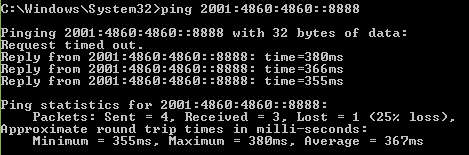 C:\Windows\System32>ping 2001:4860:4860::8888
Pinging 2001:4860:4860::8888 with 32 bytes of data:
Request timed out.
Reply from 2001:4860:4860::8888: time=380ms
Reply from 2001:4860:4860::8888: time=366ms
Reply from 2001:4860:4860::8888: time=355ms
Ping statistics for 2001:4860:4860::8888:
    Packets: Sent = 4, Received = 3, Lost = 1 (25% loss),
Approximate round trip times in milli-seconds:
    Minimum = 355ms, Maximum = 380ms, Average = 367ms